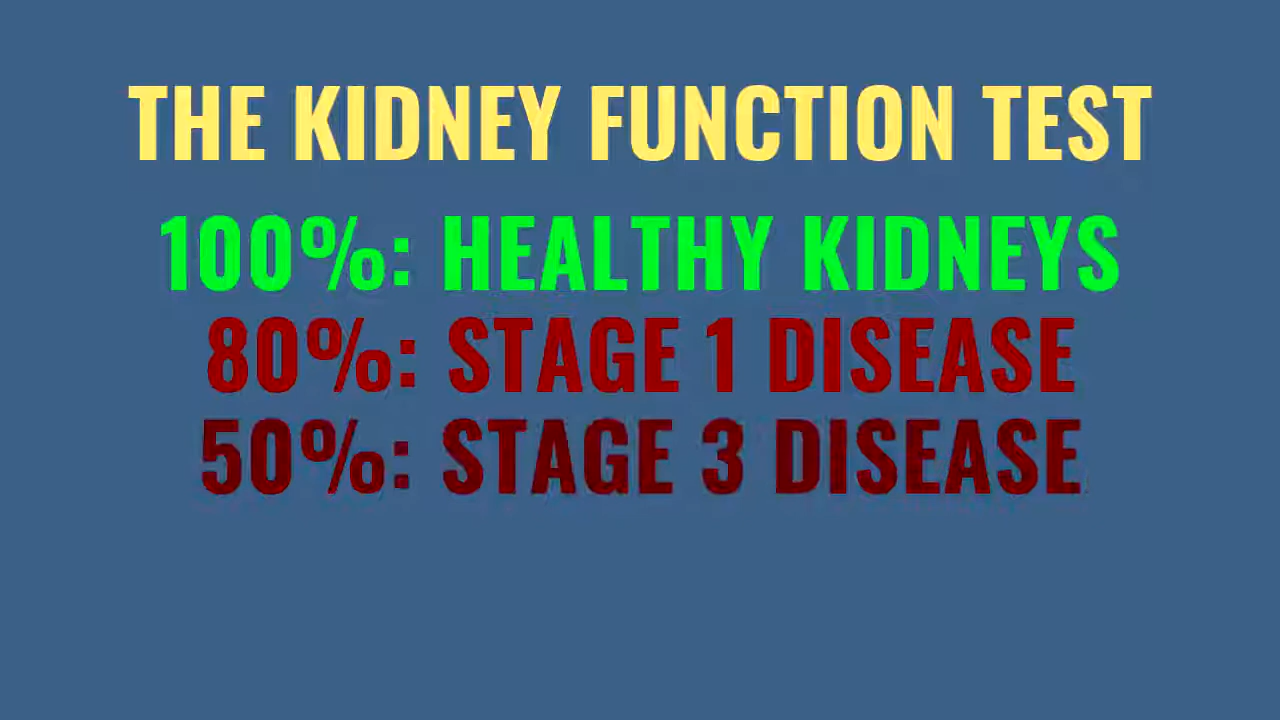 THE KIDNEY FUNCTION TEST
100%: HEALTHY KIDNEYS
80%: STAGE 1 DISEASE
50%: STAGE 3 DISEASE